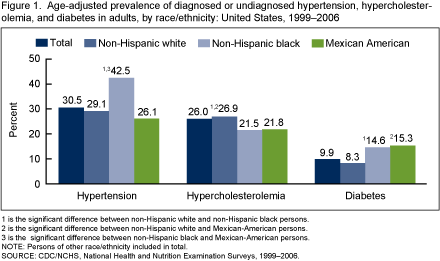 Figure 1.  Age-adjusted prevalence of diagnosed or undiagnosed hypertension, hypercholester-
olemia, and diabetes in adults, by race/ethnicity: United States, 1999–2006
Total Non-Hispanic white Non-Hispanic black Mexican American
50
40
30
20
10
0
Percent
30.5 29.1 1,3 42.5 26.1
26.0 1,2 26.9 21.5 21.8
9.9 8.3 1 14.6 2 15.3
Hypertension Hypercholesterolemia Diabetes
1 is the significant difference between non-Hispanic white and non-Hispanic black persons.
2 is the significant difference between non-Hispanic white and Mexican-American persons.
3 is the  significant difference between non-Hispanic black and Mexican-American persons.
NOTE: Persons of other race/ethnicity included in total.
SOURCE: CDC/NCHS, National Health and Nutrition Examination Surveys, 1999–2006.